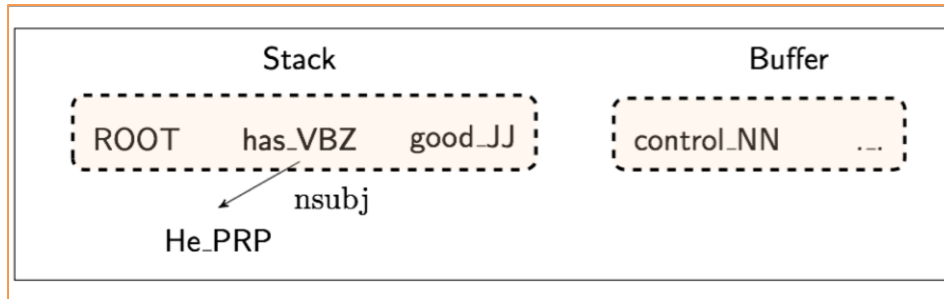 Stack Buffer
ROOT has_VBZ good_JJ control_NN ._.
nsubj
He_PRP